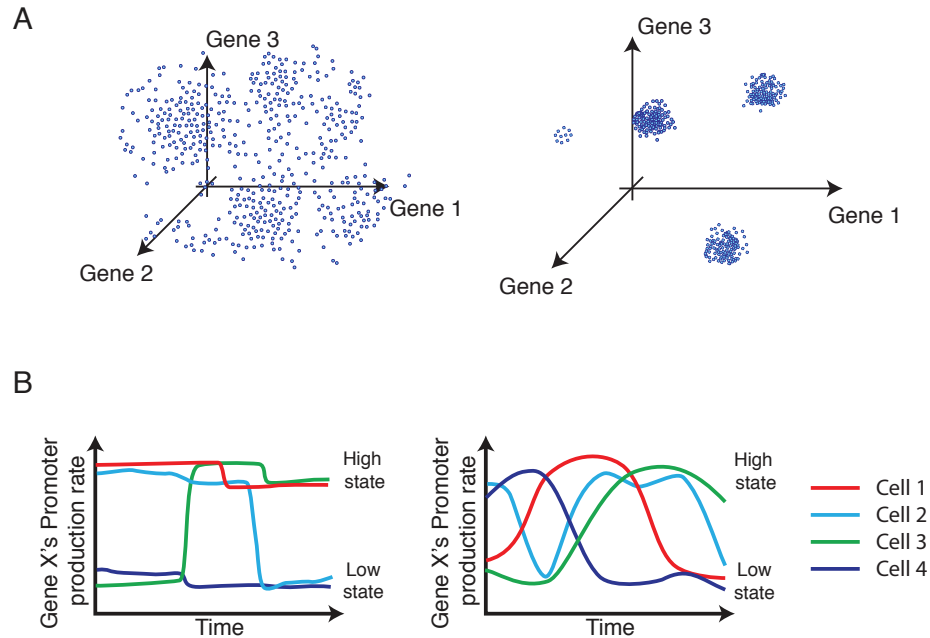 A
Gene 3
Gene 1
Gene 2
Gene 3
Gene 1
Gene 2
B
Gene X's Promoter
production rate
High
state
Low
state
Time
Gene X's Promoter
production rate
High
state
Low
state
Time
Cell 1
Cell 2
Cell 3
Cell 4